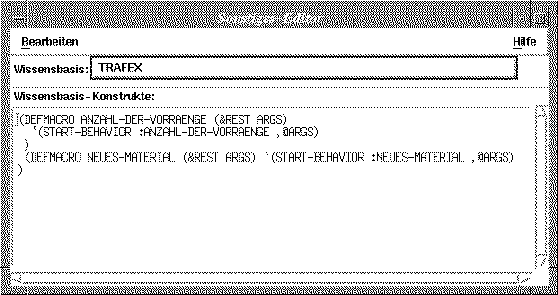 Bearbeiten Hilfe
Wissensbasis: TRAFEX
Wissensbasis-Konstrukte:
(DEFMACRO ANZAHL-DER-VORRAENGE (&REST ARGS)
`(START-BEHAVIOR :ANZAHL-DER-VORRAENGE ,@ARGS)
)
(DEFMACRO NEUES-MATERIAL (&REST ARGS) `(START-BEHAVIOR :NEUES-MATERIAL ,@ARGS)
)